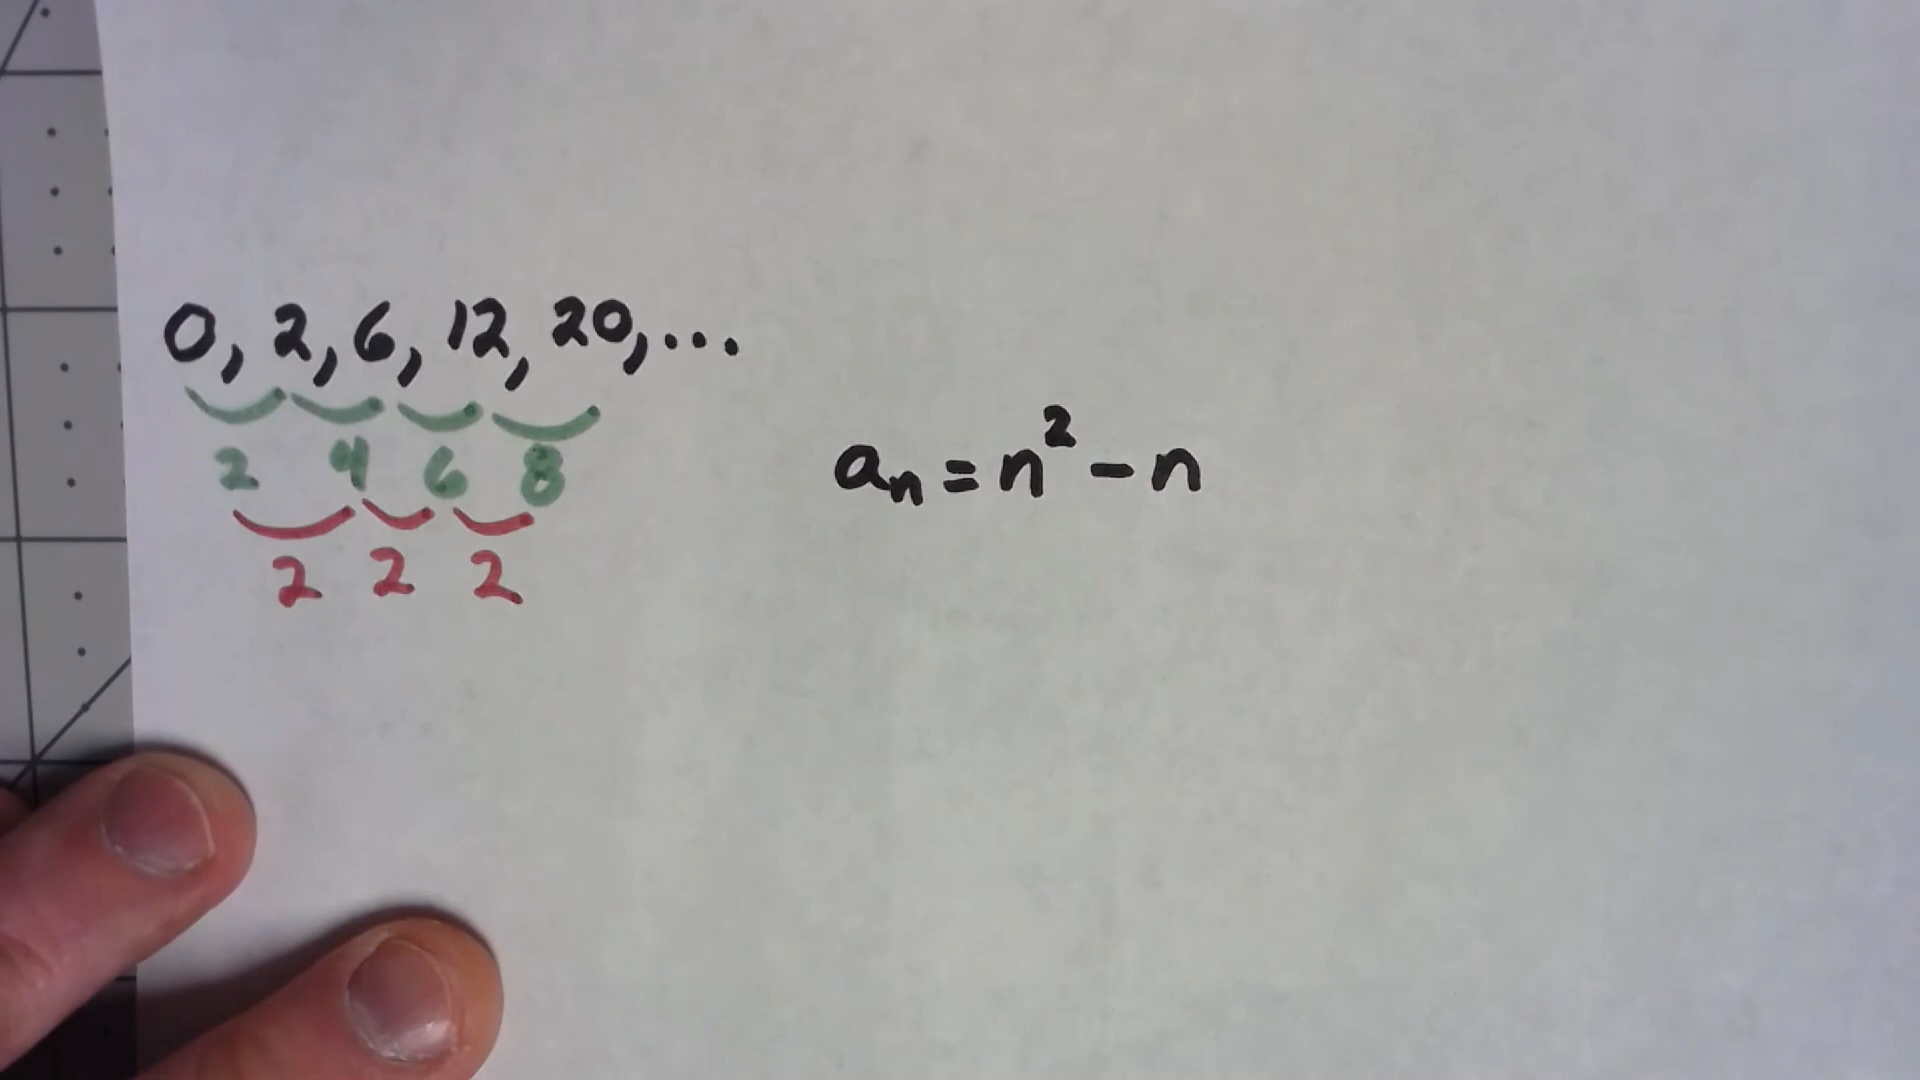 0, 2, 6, 12, 20, ...
2 4 6 8
2 2 2
aₙ = n² - n